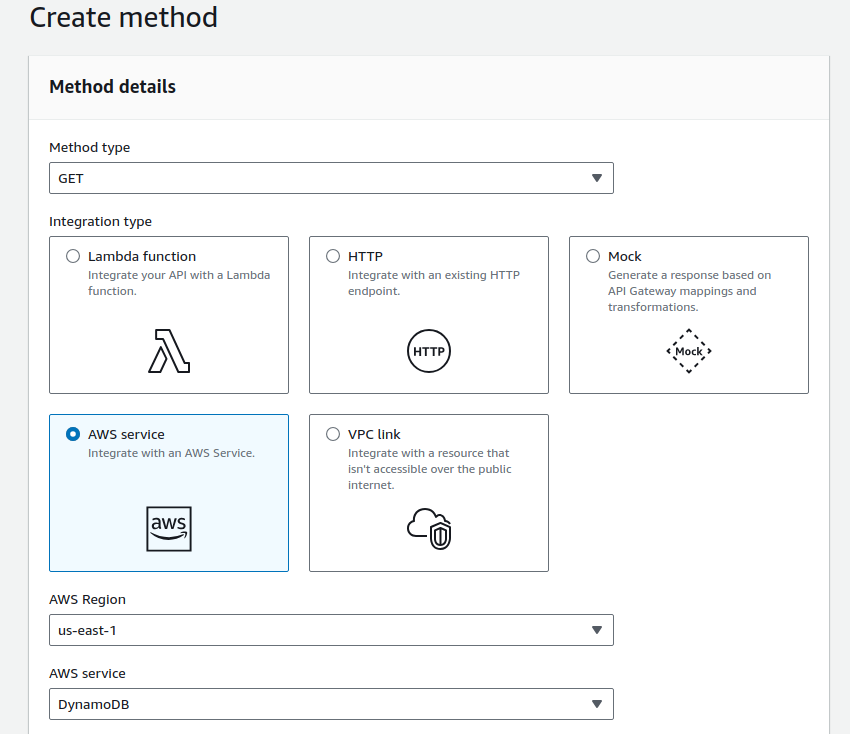 Create method
Method details
Method type
GET
Integration type
Lambda function
Integrate your API with a Lambda
function.
HTTP
Integrate with an existing HTTP
endpoint.
HTTP
Mock
Generate a response based on
API Gateway mappings and
transformations.
Mock
AWS service
Integrate with an AWS Service.
aws
VPC link
Integrate with a resource that
isn't accessible over the public
internet.
AWS Region
us-east-1
AWS service
DynamoDB